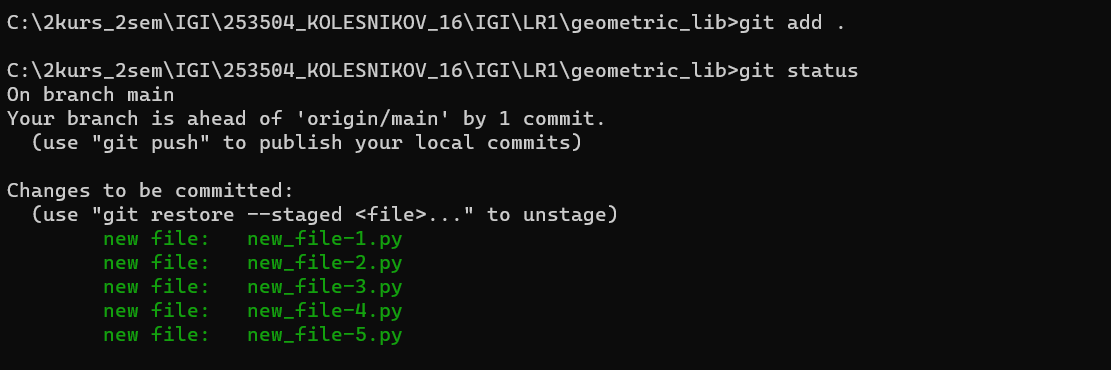 C:\2kurs_2sem\IGI\253504_KOLESNIKOV_16\IGI\LR1\geometric_lib>git add .
C:\2kurs_2sem\IGI\253504_KOLESNIKOV_16\IGI\LR1\geometric_lib>git status
On branch main
Your branch is ahead of 'origin/main' by 1 commit.
  (use "git push" to publish your local commits)
Changes to be committed:
  (use "git restore --staged <file>..." to unstage)
        new file:   new_file-1.py
        new file:   new_file-2.py
        new file:   new_file-3.py
        new file:   new_file-4.py
        new file:   new_file-5.py